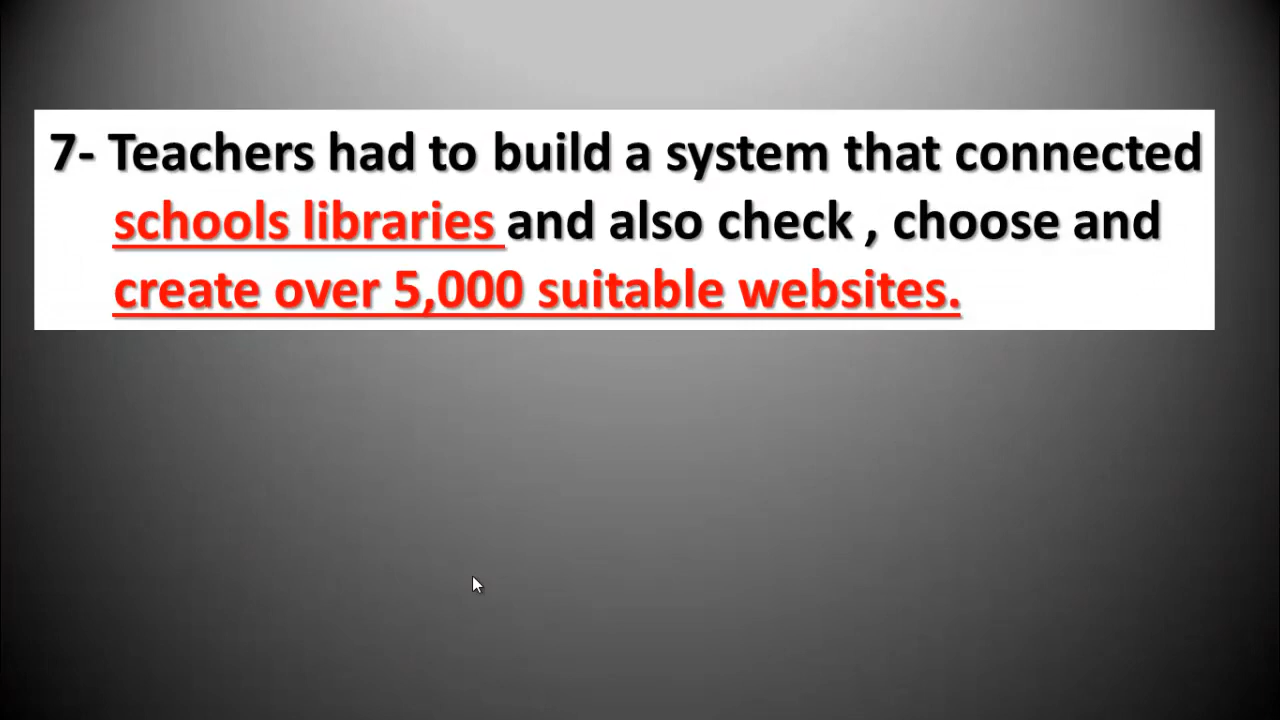 7- Teachers had to build a system that connected
schools libraries and also check , choose and
create over 5,000 suitable websites.